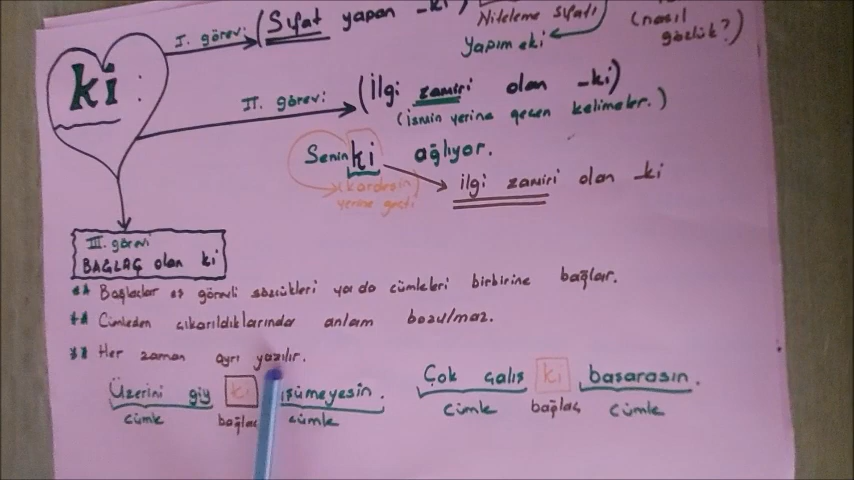 I. görev: (Sıfat yapan -ki)
Niteleme sıfatı
Yapım eki
(nasıl gözlük?)
ki
II. görevi (İlgi zamiri olan -ki)
(ismin yerine geçen kelimeler.)
Seninki ağlıyor.
(kardeşin yerine geçti)
ilgi zamiri olan -ki
III. görevi
BAĞLAÇ olan ki
** Bağlaçlar eş görevli sözcükleri ya da cümleleri birbirine bağlar.
** Cümleden çıkarıldıklarında anlam bozulmaz.
** Her zaman ayrı yazılır.
Üzerini giy ki üşümeyesin.
cümle bağlaç cümle
Çok çalış ki başarasın.
cümle bağlaç cümle